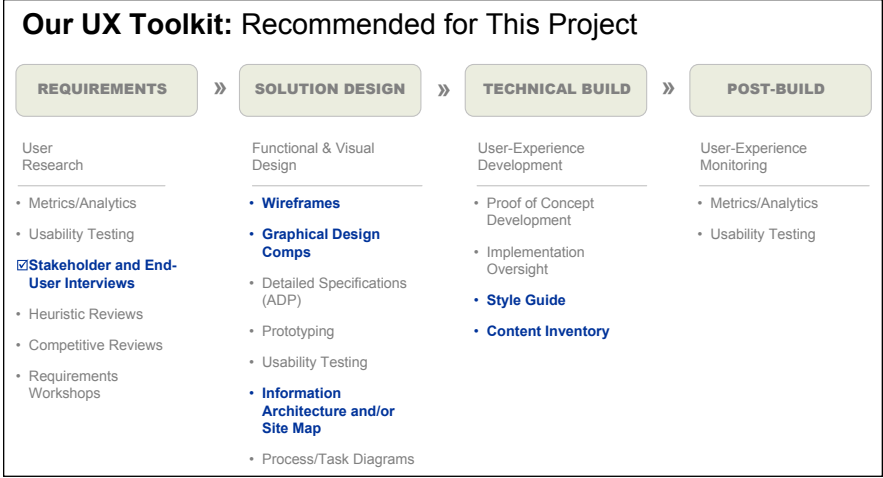 Our UX Toolkit: Recommended for This Project
REQUIREMENTS » SOLUTION DESIGN » TECHNICAL BUILD » POST-BUILD
User
Research
• Metrics/Analytics
• Usability Testing
☑Stakeholder and End-
User Interviews
• Heuristic Reviews
• Competitive Reviews
• Requirements
Workshops
Functional & Visual
Design
• Wireframes
• Graphical Design
Comps
• Detailed Specifications
(ADP)
• Prototyping
• Usability Testing
• Information
Architecture and/or
Site Map
• Process/Task Diagrams
User-Experience
Development
• Proof of Concept
Development
• Implementation
Oversight
• Style Guide
• Content Inventory
User-Experience
Monitoring
• Metrics/Analytics
• Usability Testing